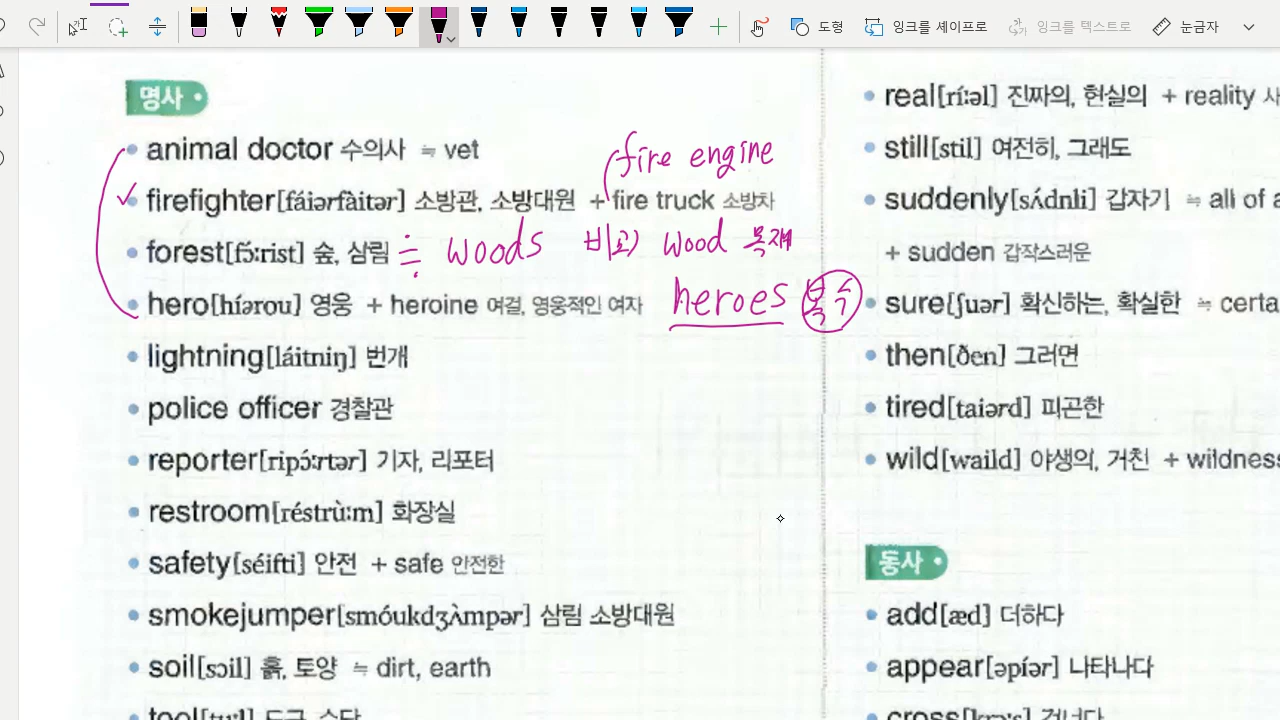 도형 잉크를 셰이프로 잉크를 텍스트로 눈금자
명사
fire engine
animal doctor 수의사 ≒ vet
firefighter[fáiərfàitər] 소방관, 소방대원 + fire truck 소방차
forest[fɔ́ːrist] 숲, 삼림 ≒ woods 비교) wood 목재
hero[híərou] 영웅 + heroine 여걸, 영웅적인 여자 heroes 복수
lightning[láitniŋ] 번개
police officer 경찰관
reporter[ripɔ́ːrtər] 기자, 리포터
restroom[réstrùːm] 화장실
safety[séifti] 안전 + safe 안전한
smokejumper[smóukdʒʌ̀mpər] 삼림 소방대원
soil[sɔil] 흙, 토양 ≒ dirt, earth
real[ríːəl] 진짜의, 현실의 + reality
still[stil] 여전히, 그래도
suddenly[sʌ́dnli] 갑자기 ≒ all of a
+ sudden 갑작스러운
sure[ʃuər] 확신하는, 확실한 ≒ certa
then[ðen] 그러면
tired[taiərd] 피곤한
wild[waild] 야생의, 거친 + wildness
동사
add[æd] 더하다
appear[əpíər] 나타나다